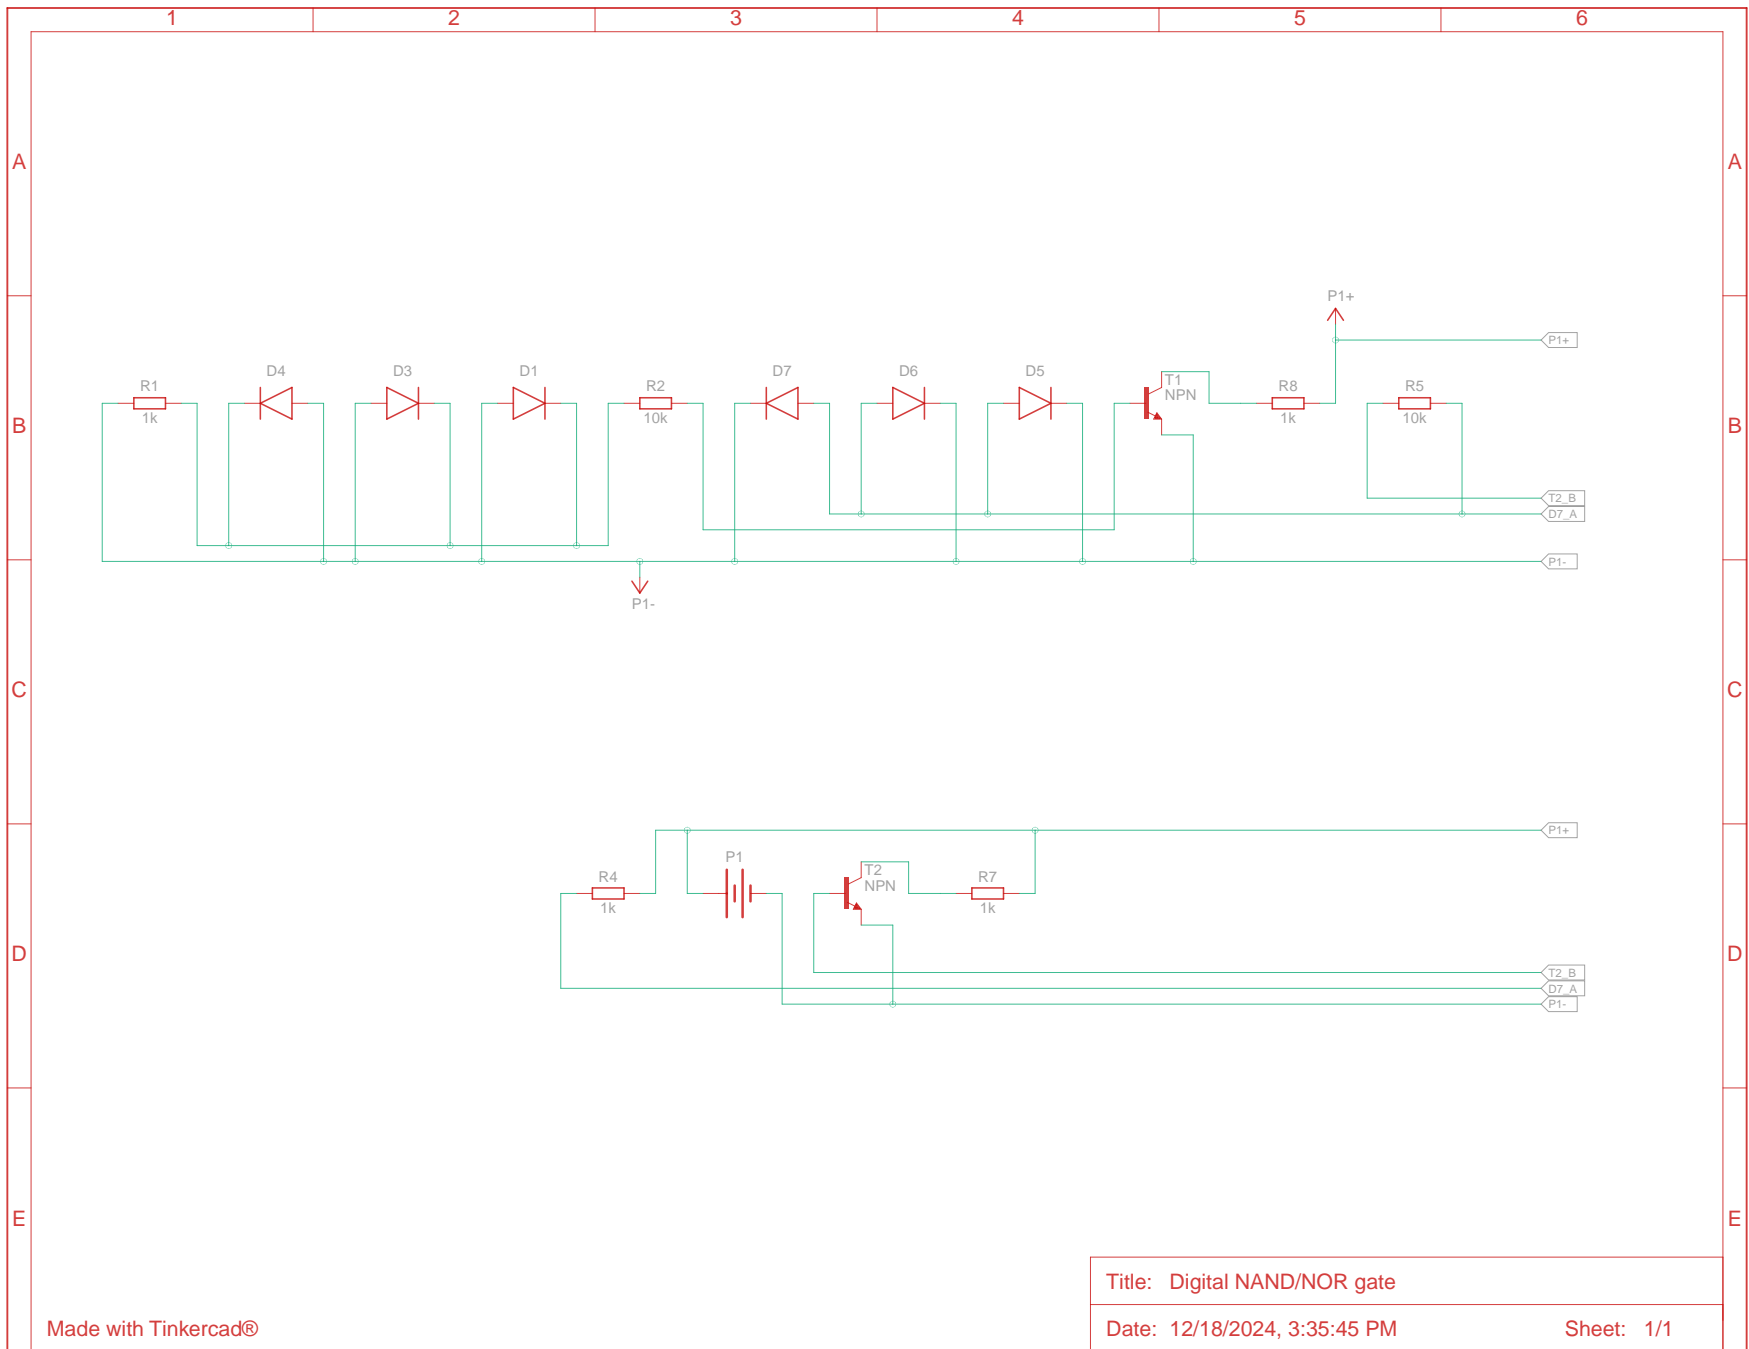 1 2 3 4 5 6
A A
P1+
P1+
D4 D3 D1 D7 D6 D5
R1 R2 T1 R8 R5
NPN
1k 10k 1k 10k
B B
T2_B
D7_A
P1-
P1-
C C
P1+
P1
T2
R4 NPN R7
1k 1k
D D
T2_B
D7_A
P1-
E E
Title: Digital NAND/NOR gate
Made with Tinkercad®
Date: 12/18/2024, 3:35:45 PM Sheet: 1/1